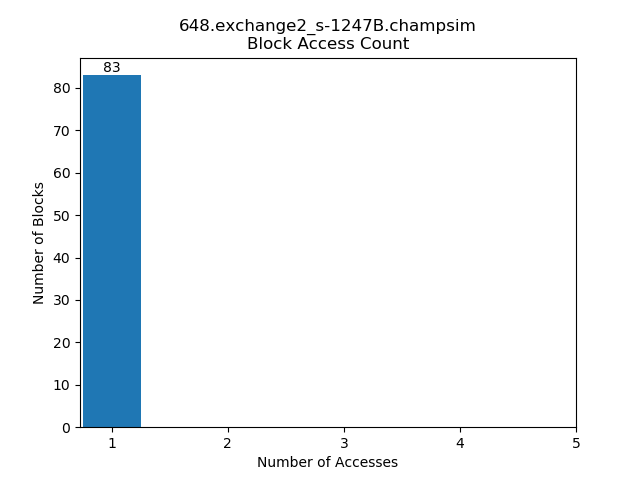 648.exchange2_s-1247B.champsim
Block Access Count
83
80
70
60
50
40
30
20
10
0
Number of Blocks
1 2 3 4 5
Number of Accesses